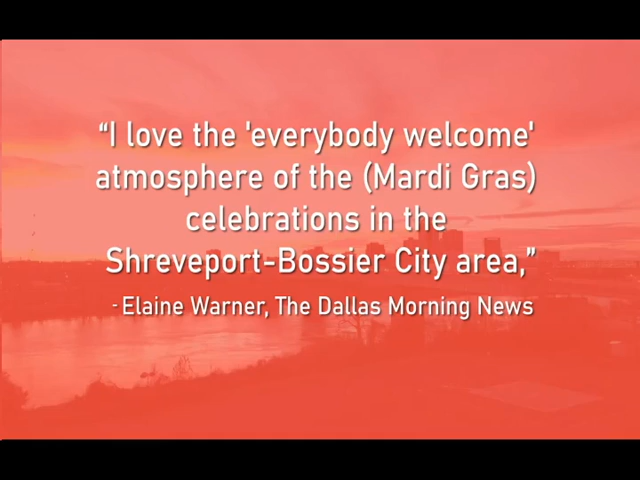 “I love the 'everybody welcome'
atmosphere of the (Mardi Gras)
celebrations in the
Shreveport-Bossier City area,”
- Elaine Warner, The Dallas Morning News